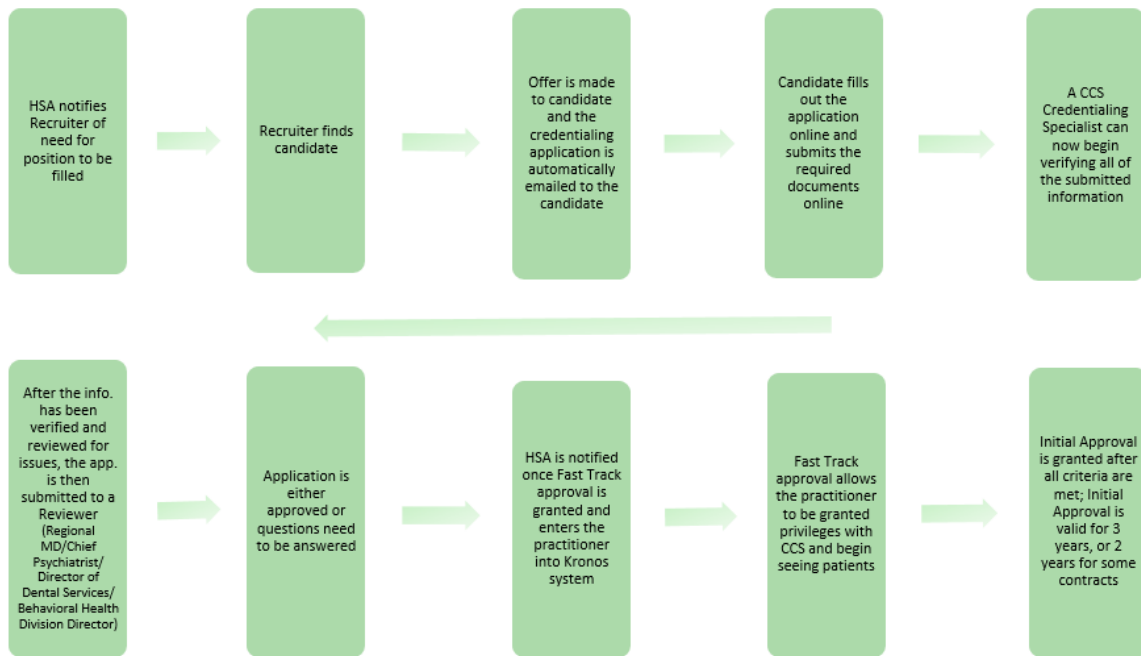 HSA notifies
Recruiter of
need for
position to be
filled
Recruiter finds
candidate
Offer is made
to candidate
and the
credentialing
application is
automatically
emailed to the
candidate
Candidate fills
out the
application
online and
submits the
required
documents
online
A CCS
Credentialing
Specialist can
now begin
verifying all of
the submitted
information
After the info.
has been
verified and
reviewed for
issues, the app.
is then
submitted to a
Reviewer
(Regional
MD/Chief
Psychiatrist/
Director of
Dental Services/
Behavioral Health
Division Director)
Application is
either
approved or
questions need
to be answered
HSA is notified
once Fast Track
approval is
granted and
enters the
practitioner
into Kronos
system
Fast Track
approval allows
the practitioner
to be granted
privileges with
CCS and begin
seeing patients
Initial Approval
is granted after
all criteria are
met; Initial
Approval is
valid for 3
years, or 2
years for some
contracts